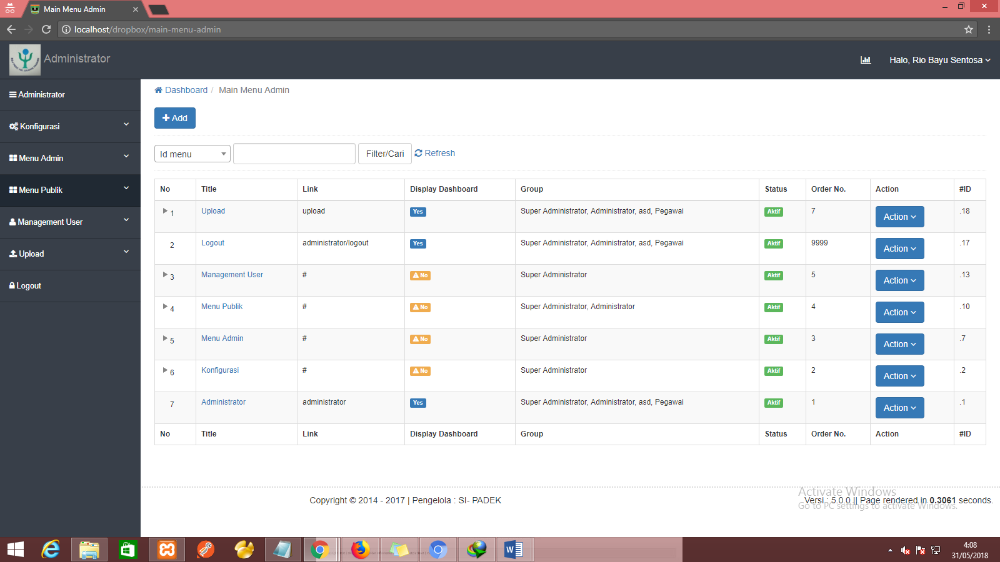 Main Menu Admin
localhost/dropbox/main-menu-admin
Administrator
Halo, Rio Bayu Sentosa
Administrator
Konfigurasi
Menu Admin
Menu Publik
Management User
Upload
Logout
Dashboard / Main Menu Admin
Add
Id menu Filter/Cari Refresh
No Title Link Display Dashboard Group Status Order No. Action #ID
1 Upload upload Yes Super Administrator, Administrator, asd, Pegawai Aktif 7 Action .18
2 Logout administrator/logout Yes Super Administrator, Administrator, asd, Pegawai Aktif 9999 Action .17
3 Management User # No Super Administrator Aktif 5 Action .13
4 Menu Publik # No Super Administrator, Administrator Aktif 4 Action .10
5 Menu Admin # No Super Administrator Aktif 3 Action .7
6 Konfigurasi # No Super Administrator Aktif 2 Action .2
7 Administrator administrator Yes Super Administrator, Administrator, asd, Pegawai Aktif 1 Action .1
No Title Link Display Dashboard Group Status Order No. Action #ID
Activate Windows
Copyright © 2014 - 2017 | Pengelola : SI- PADEK Versi : 5.0.0 || Page rendered in 0.3061 seconds.
Go to PC settings to activate Windows.
4:08
31/05/2018